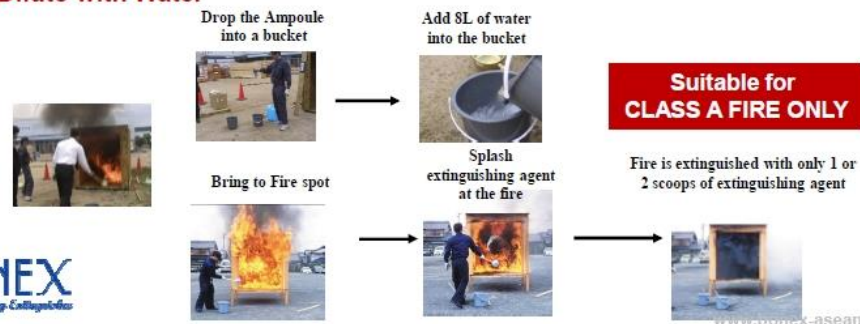 Drop the Ampoule
into a bucket
Add 8L of water
into the bucket
Suitable for
CLASS A FIRE ONLY
Bring to Fire spot
Splash
extinguishing agent
at the fire
Fire is extinguished with only 1 or
2 scoops of extinguishing agent